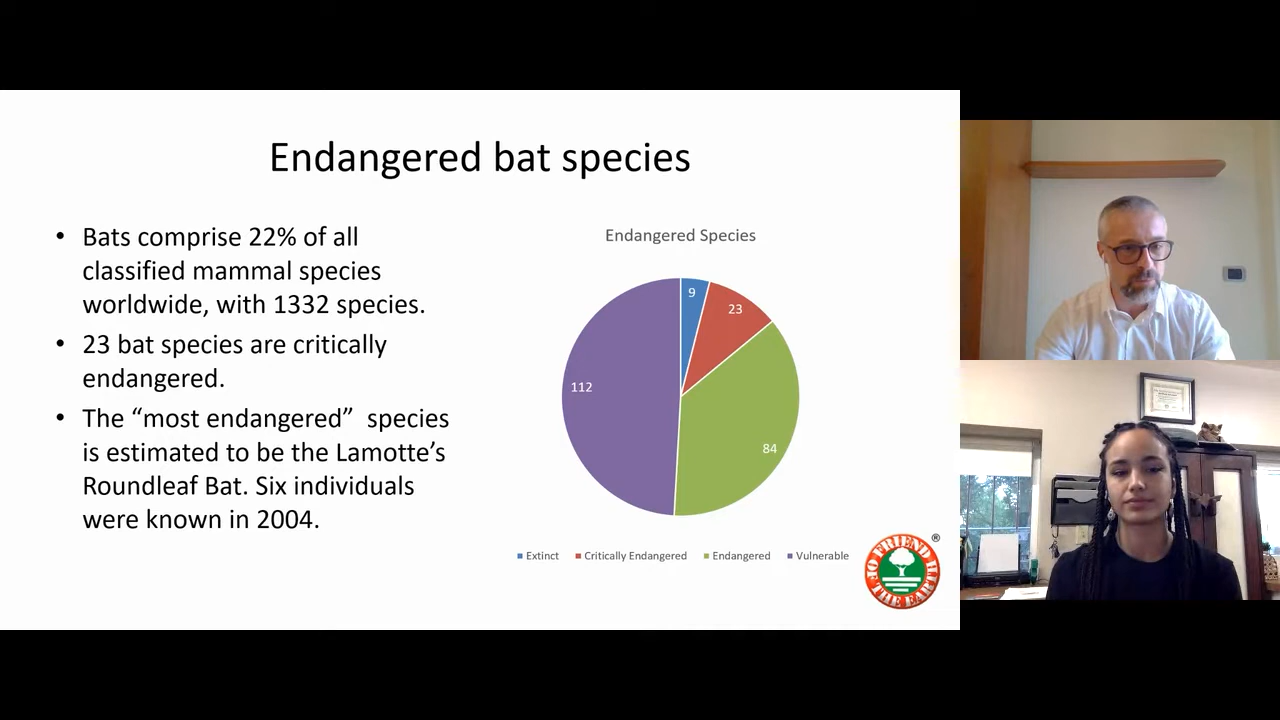 Endangered bat species
• Bats comprise 22% of all
classified mammal species
worldwide, with 1332 species.
• 23 bat species are critically
endangered.
• The “most endangered”  species
is estimated to be the Lamotte’s
Roundleaf Bat. Six individuals
were known in 2004.
Endangered Species
9
23
112
84
Extinct
Critically Endangered
Endangered
Vulnerable
FRIEND OF THE EARTH
®